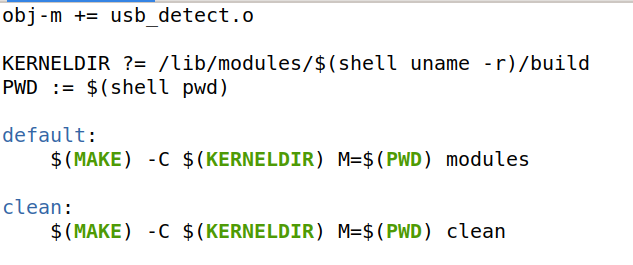 obj-m += usb_detect.o
KERNELDIR ?= /lib/modules/$(shell uname -r)/build
PWD := $(shell pwd)
default:
$(MAKE) -C $(KERNELDIR) M=$(PWD) modules
clean:
$(MAKE) -C $(KERNELDIR) M=$(PWD) clean